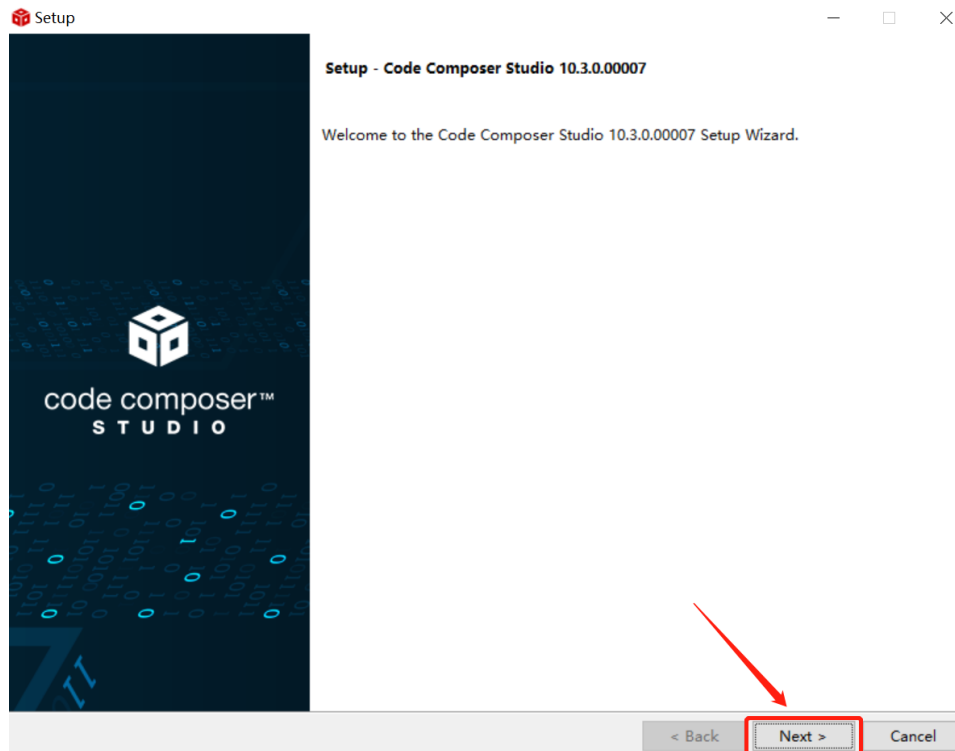 Setup
Setup - Code Composer Studio 10.3.0.00007
Welcome to the Code Composer Studio 10.3.0.00007 Setup Wizard.
code composer™
STUDIO
< Back
Next >
Cancel